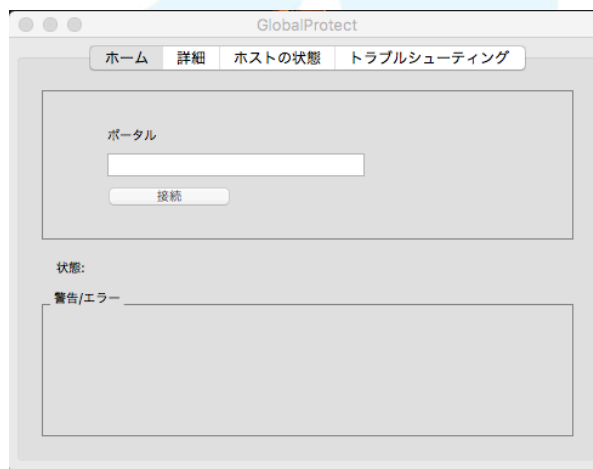 GlobalProtect
ホーム 詳細 ホストの状態 トラブルシューティング
ポータル
接続
状態:
警告/エラー